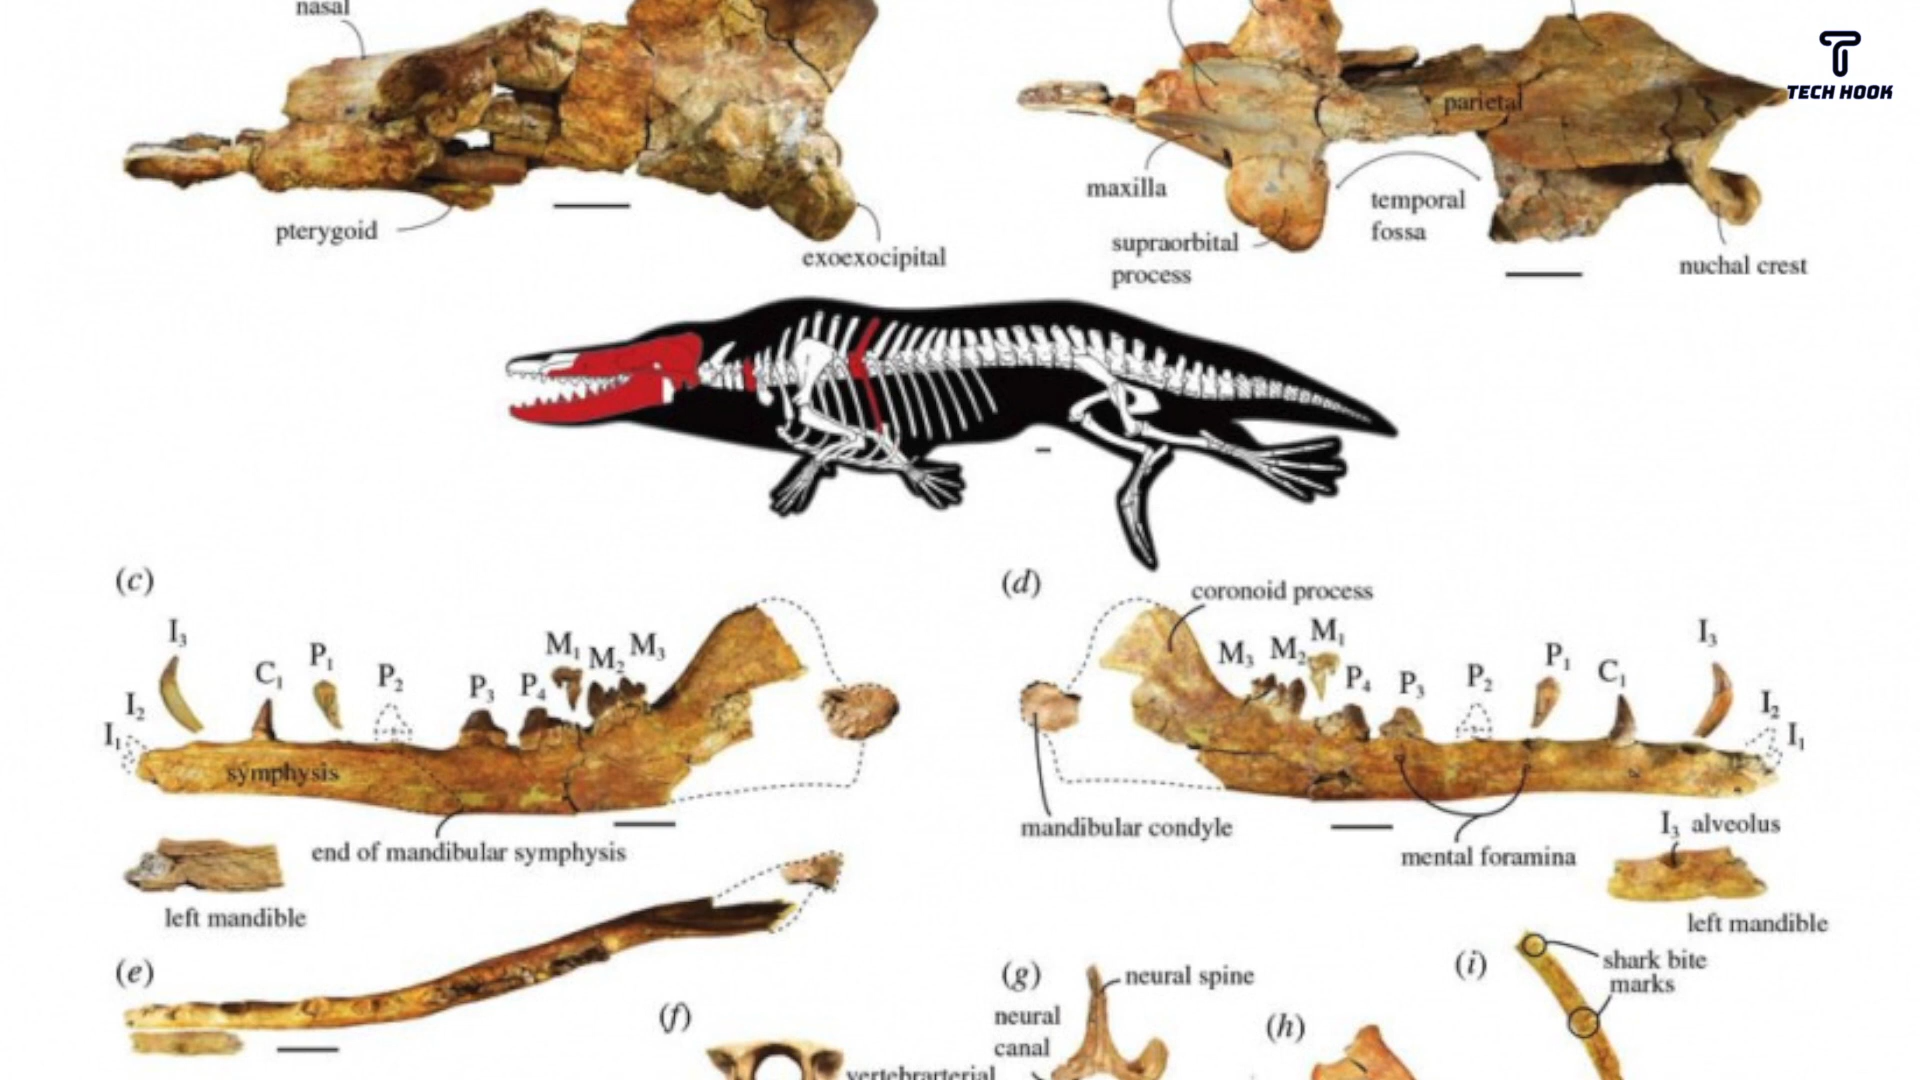 nasal
TECH HOOK
parietal
maxilla
temporal
fossa
pterygoid
supraorbital
process
exoexocipital
nuchal crest
(c)
I3
C1
P1
P2
P3
P4
M1
M2
M3
I2
I1
symphysis
end of mandibular symphysis
left mandible
(d)
coronoid process
M3
M2
M1
P4
P3
P2
P1
C1
I3
I2
I1
mandibular condyle
mental foramina
I3 alveolus
left mandible
(e)
(f)
vertebrarterial
(g)
neural spine
neural
canal
(h)
(i)
shark bite
marks